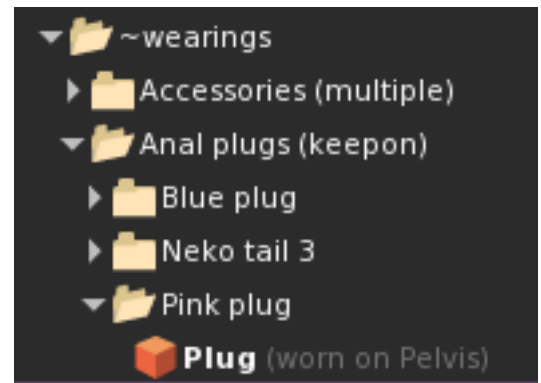 ~wearings
Accessories (multiple)
Anal plugs (keepon)
Blue plug
Neko tail 3
Pink plug
Plug (worn on Pelvis)